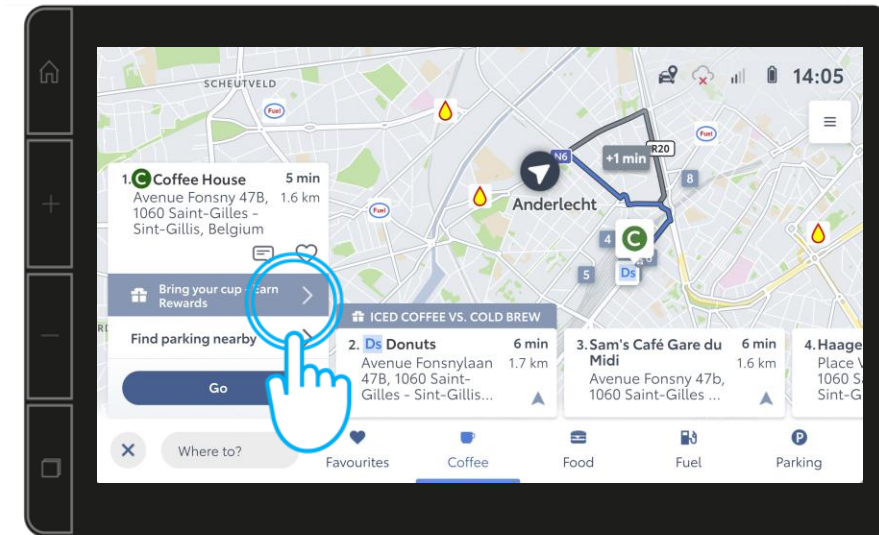 14:05
SCHEUTVELD
Fuel
Fuel
Fuel
N6
+1 min
R20
8
Anderlecht
4
C
6
5
Ds
1. C Coffee House 5 min
Avenue Fonsny 47B, 1.6 km
1060 Saint-Gilles -
Sint-Gillis, Belgium
Bring your cup - Earn
Rewards
Find parking nearby
Go
ICED COFFEE VS. COLD BREW
2. Ds Donuts 6 min
Avenue Fonsnylaan 1.7 km
47B, 1060 Saint-
Gilles - Sint-Gillis...
3. Sam's Café Gare du 6 min
Midi 1.6 km
Avenue Fonsny 47b,
1060 Saint-Gilles ...
4. Haage
Place
1060 S
Sint-G
Where to?
Favourites
Coffee
Food
Fuel
P
Parking